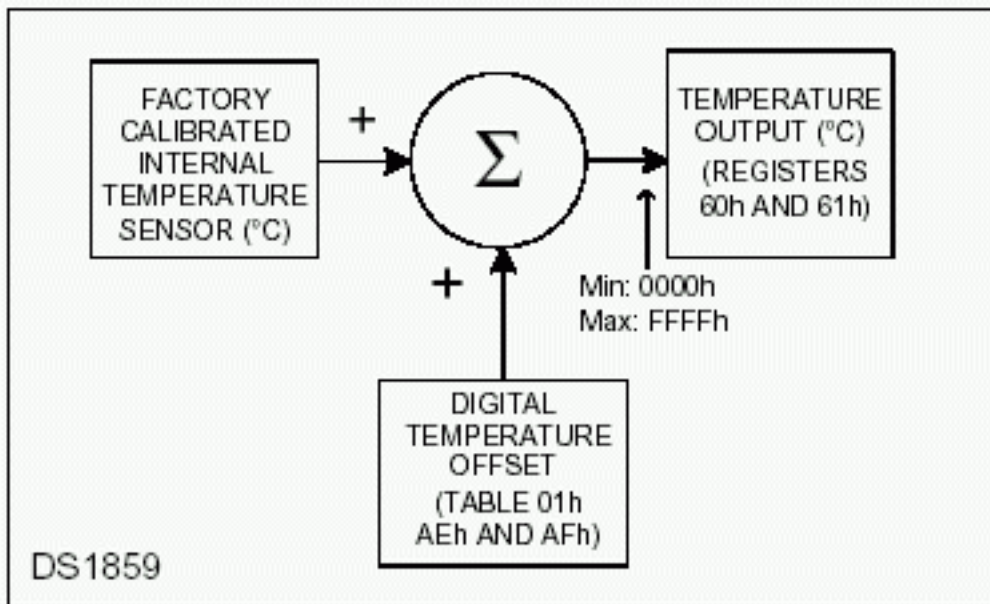 FACTORY
CALIBRATED
INTERNAL
TEMPERATURE
SENSOR (°C)
+
Σ
+
TEMPERATURE
OUTPUT (°C)
(REGISTERS
60h AND 61h)
Min: 0000h
Max: FFFFh
DIGITAL
TEMPERATURE
OFFSET
(TABLE 01h
AEh AND AFh)
DS1859